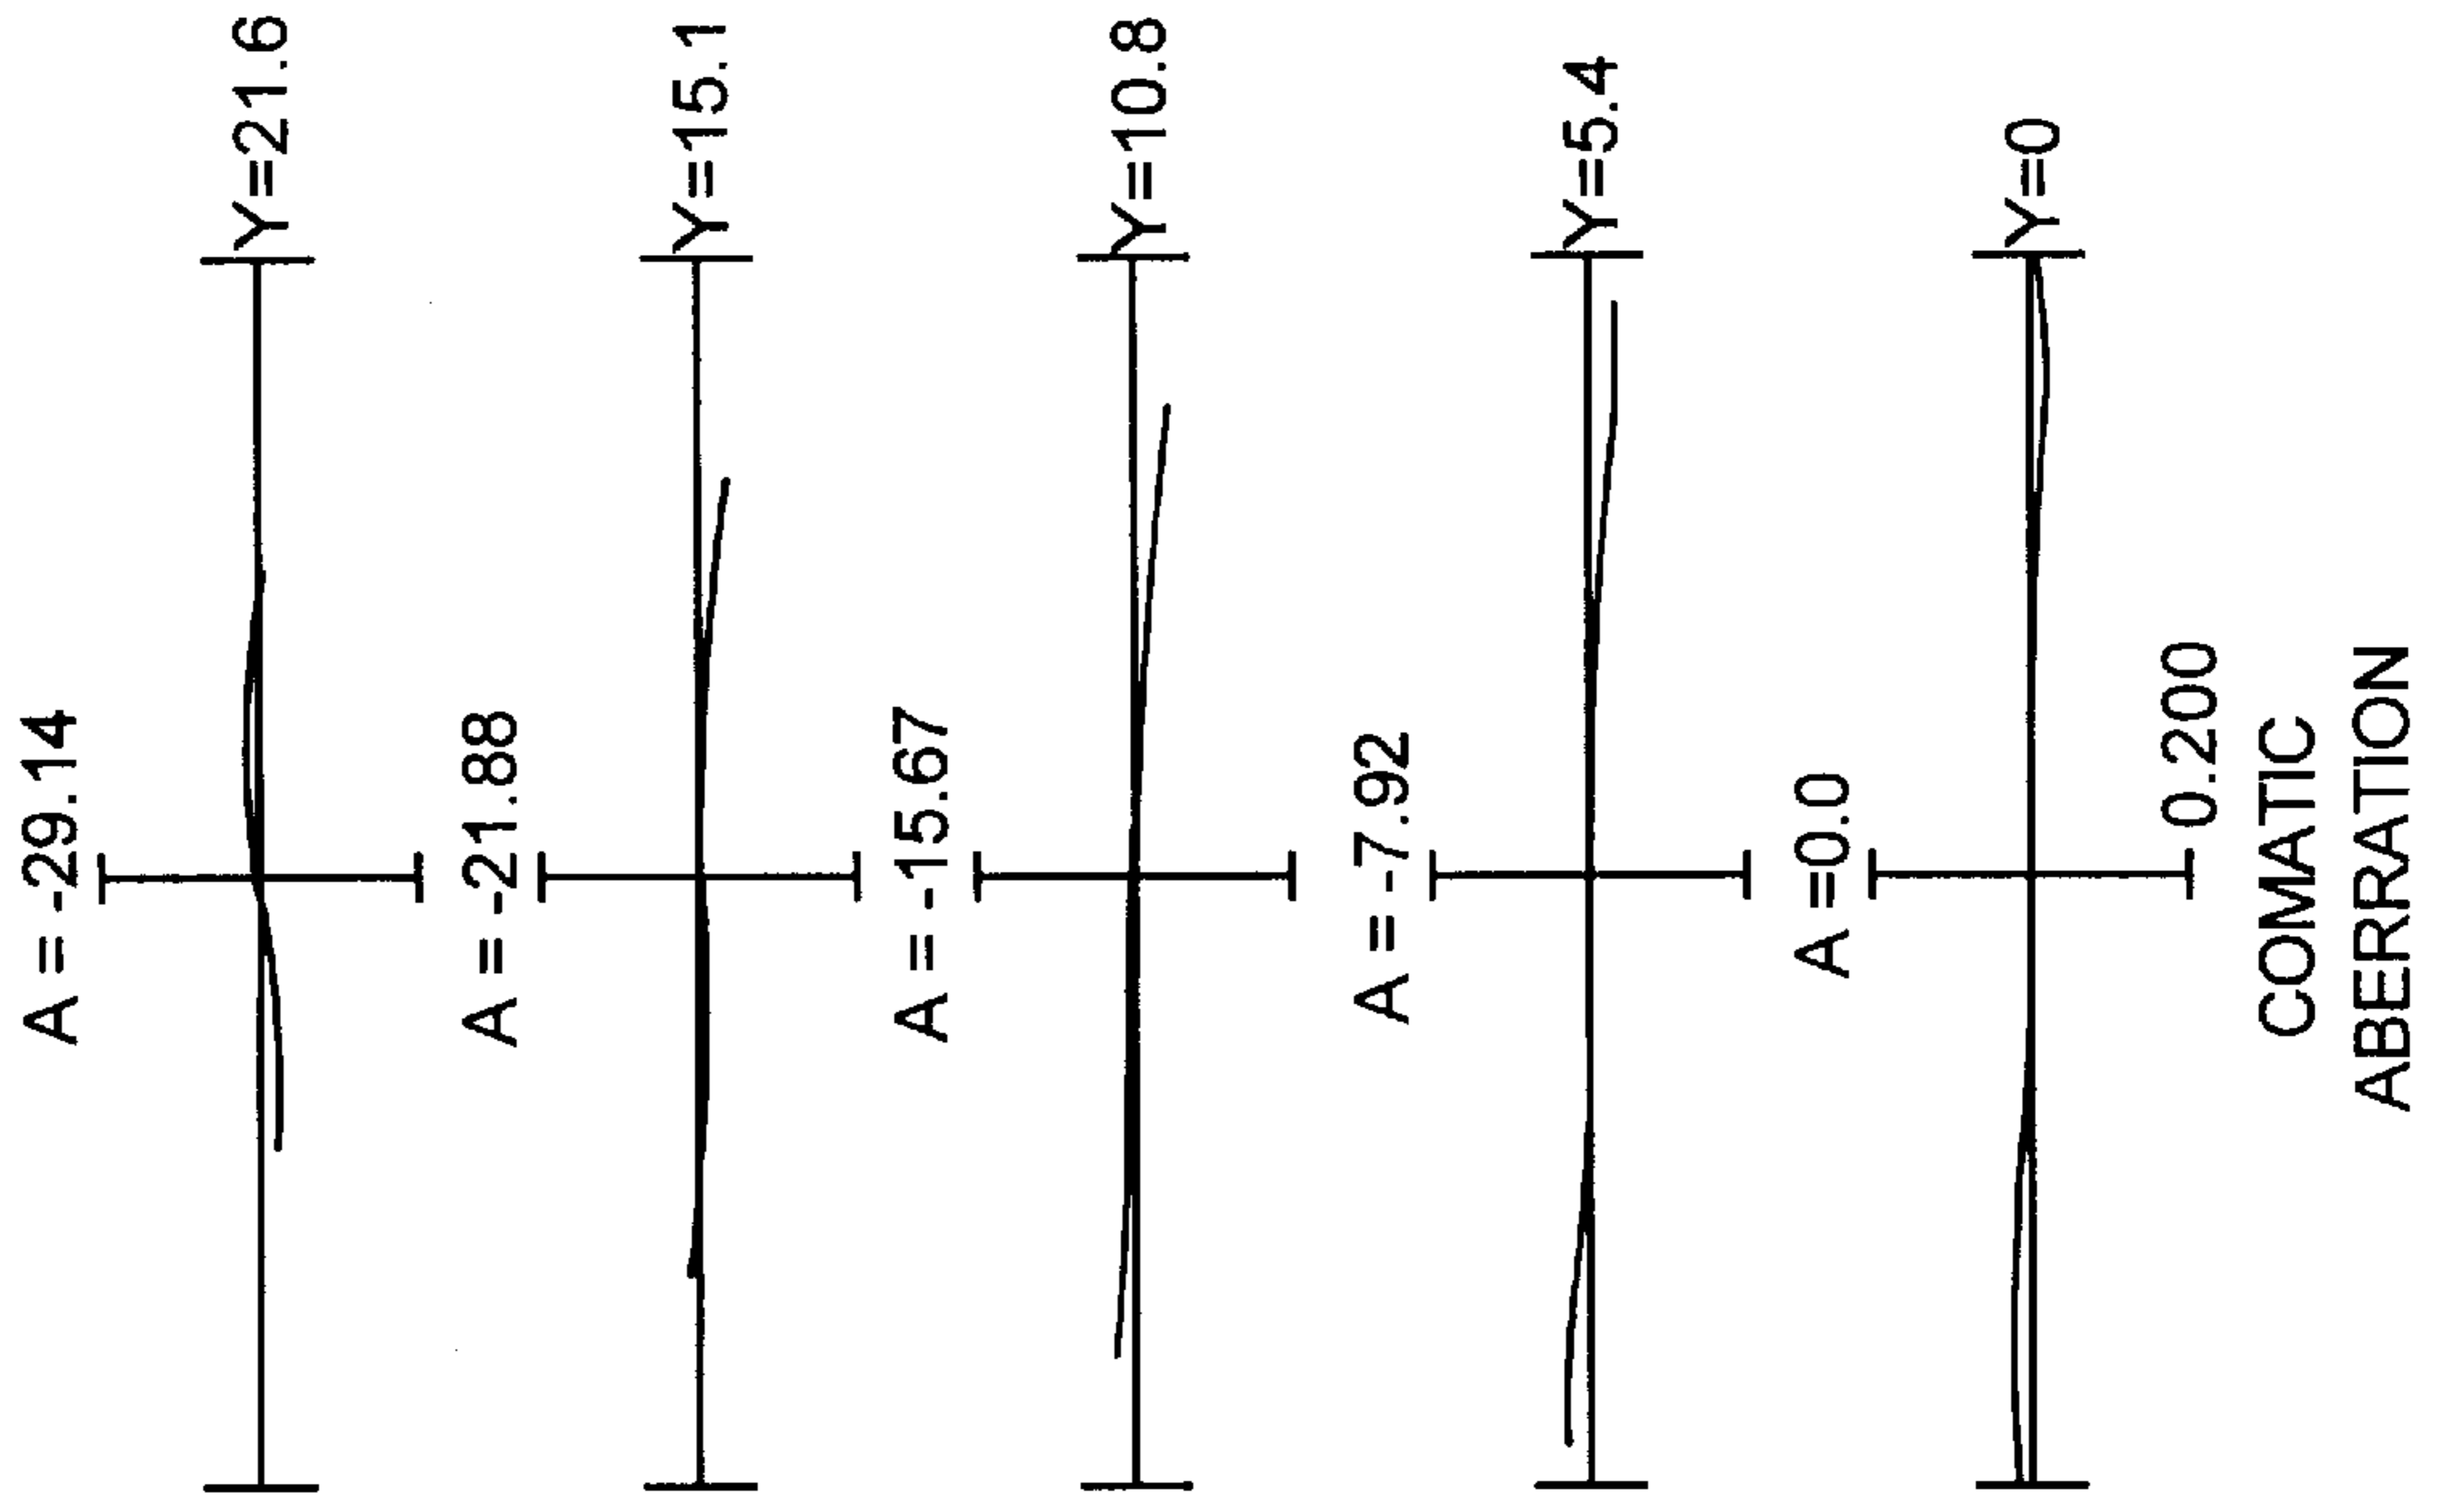 A = -29.14
Y=21.6
A = -21.88
Y=15.1
A = -15.67
Y=10.8
A = -7.92
Y=5.4
A =0.0
Y=0
0.200
COMATIC
ABERRATION